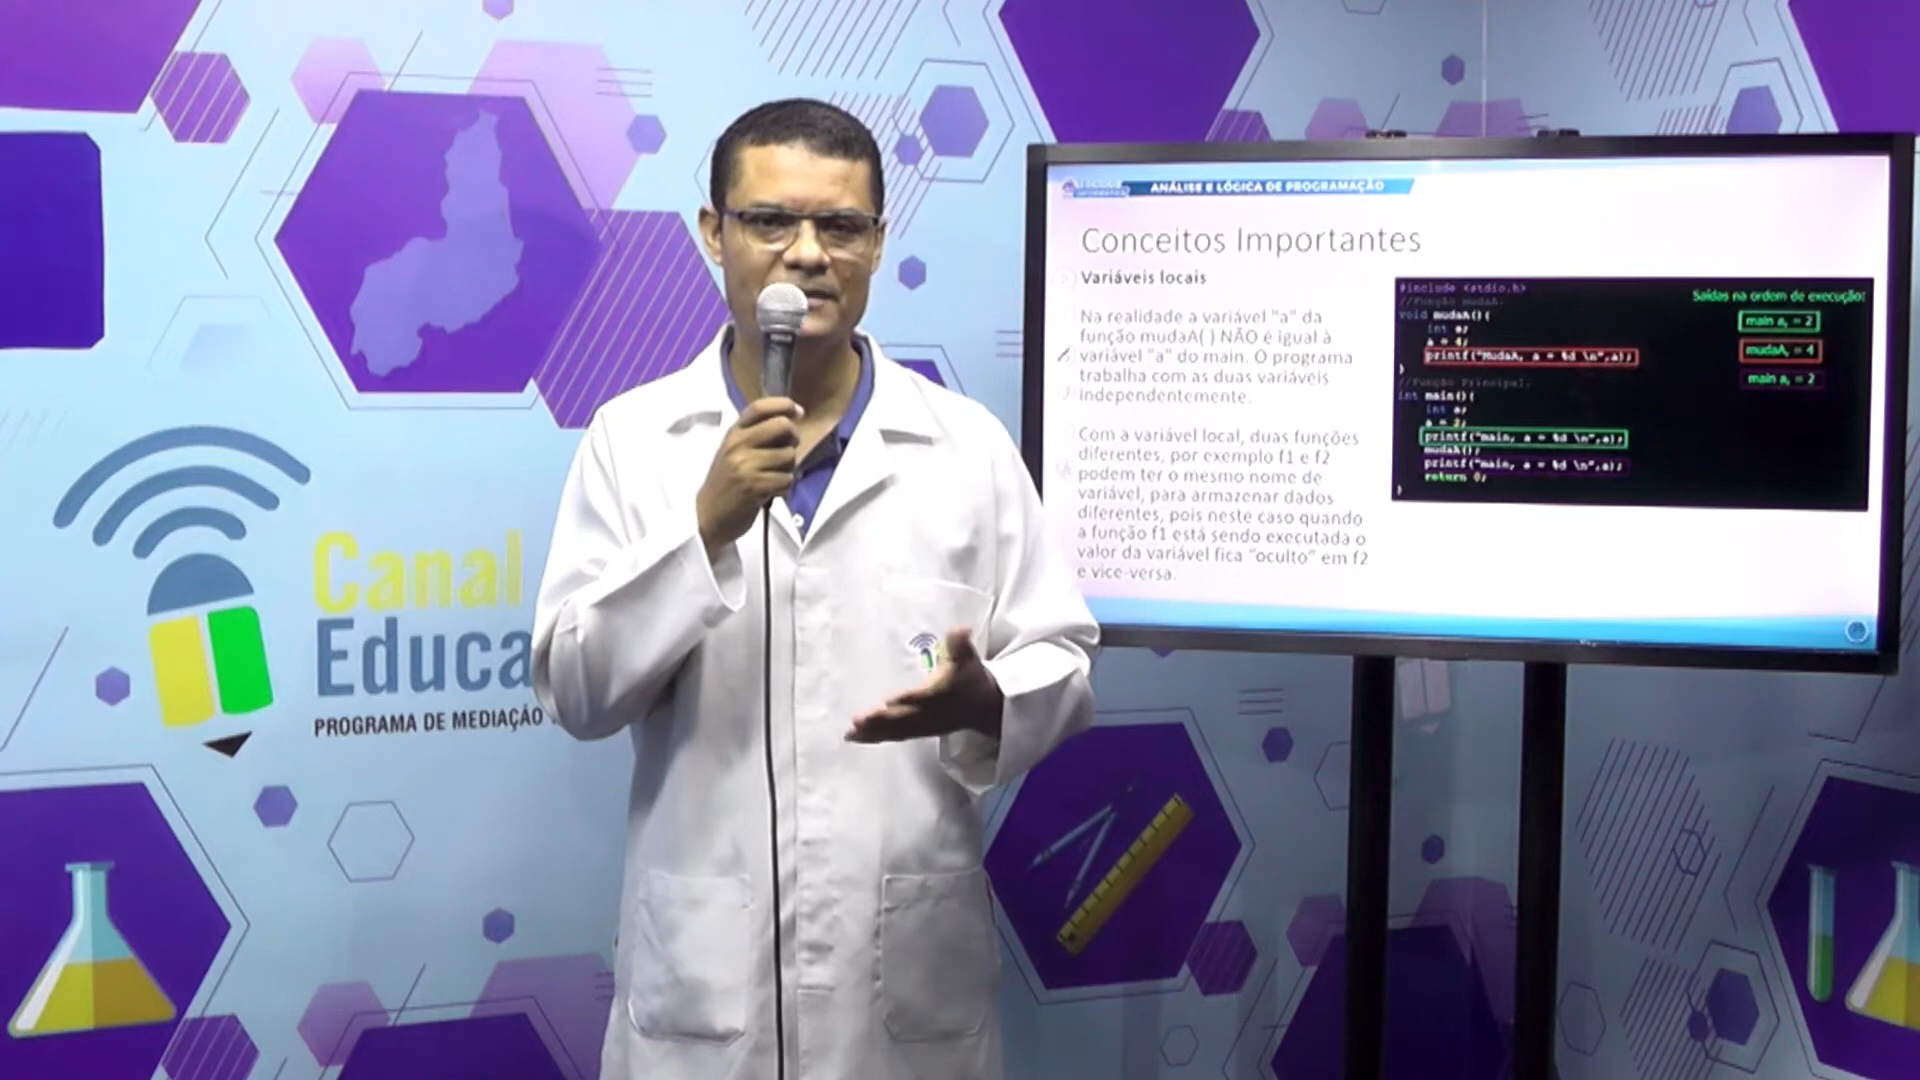 Canal
Educa
PROGRAMA DE MEDIAÇÃO
ANÁLISE E LÓGICA DE PROGRAMAÇÃO
Conceitos Importantes
Variáveis locais
Na realidade a variável "a" da
função mudaA( ) NÃO é igual à
variável "a" do main. O programa
trabalha com as duas variáveis
independentemente.
Com a variável local, duas funções
diferentes, por exemplo f1 e f2
podem ter o mesmo nome de
variável, para armazenar dados
diferentes, pois neste caso quando
a função f1 está sendo executada o
valor da variável fica "oculto" em f2
e vice-versa.
#include <stdio.h>
//Função mudaA.
void mudaA(){
int a;
a = 4;
printf("MudaA, a = %d \n",a);
}
//Função Principal.
int main(){
int a;
a = 2;
printf("main, a = %d \n",a);
mudaA();
printf("main, a = %d \n",a);
return 0;
}
Saídas na ordem de execução:
main a, = 2
mudaA, = 4
main a, = 2